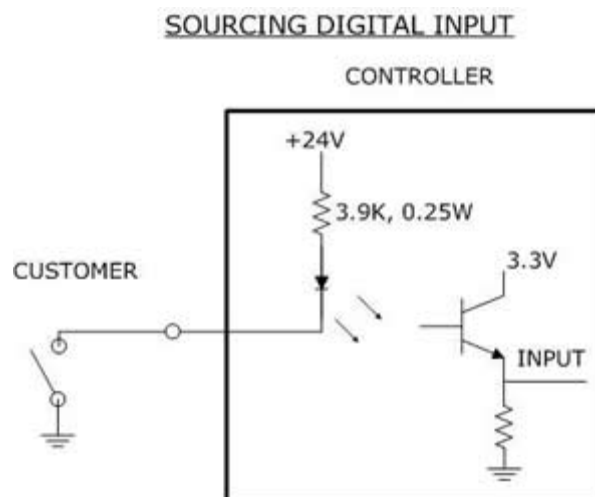 SOURCING DIGITAL INPUT
CONTROLLER
+24V
3.9K, 0.25W
CUSTOMER
3.3V
INPUT